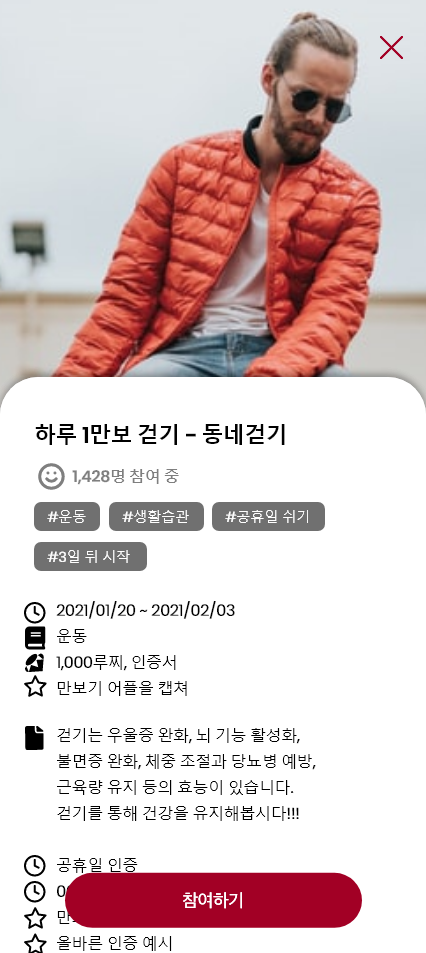 하루 1만보 걷기 - 동네걷기
1,428명 참여 중
#운동 #생활습관 #공휴일 쉬기
#3일 뒤 시작
2021/01/20 ~ 2021/02/03
운동
1,000루찌, 인증서
만보기 어플을 캡쳐
걷기는 우울증 완화, 뇌 기능 활성화,
불면증 완화, 체중 조절과 당뇨병 예방,
근육량 유지 등의 효능이 있습니다.
걷기를 통해 건강을 유지해봅시다!!!
공휴일 인증
참여하기
올바른 인증 예시